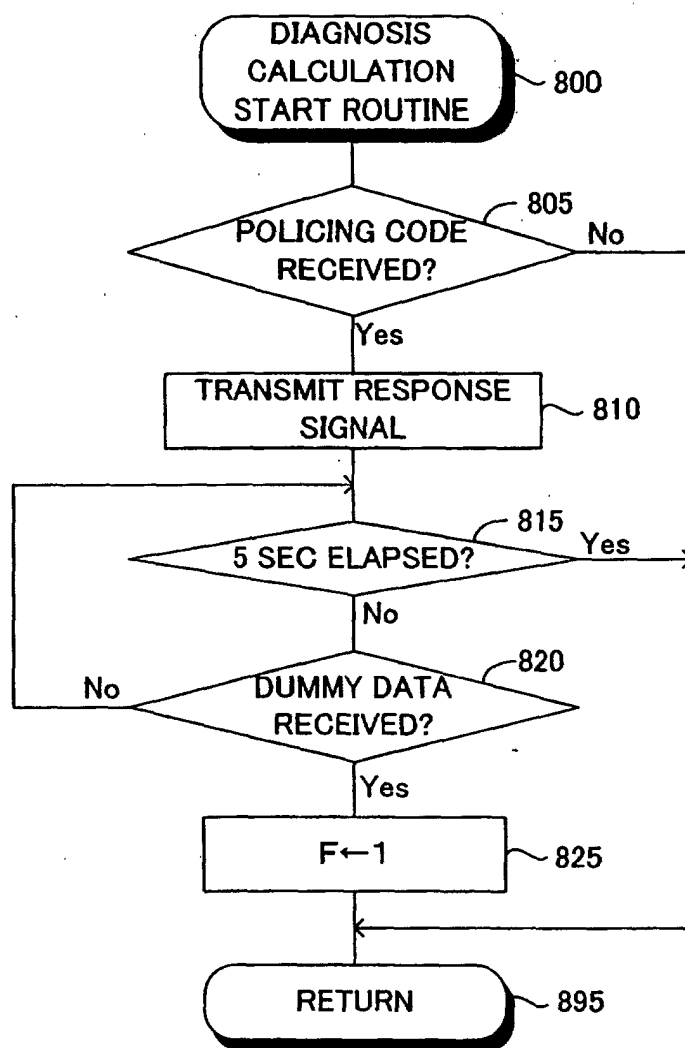 DIAGNOSIS
CALCULATION
START ROUTINE
800
805
POLICING CODE
RECEIVED?
No
Yes
TRANSMIT RESPONSE
SIGNAL
810
815
5 SEC ELAPSED?
Yes
No
820
No
DUMMY DATA
RECEIVED?
Yes
F←1
825
RETURN
895